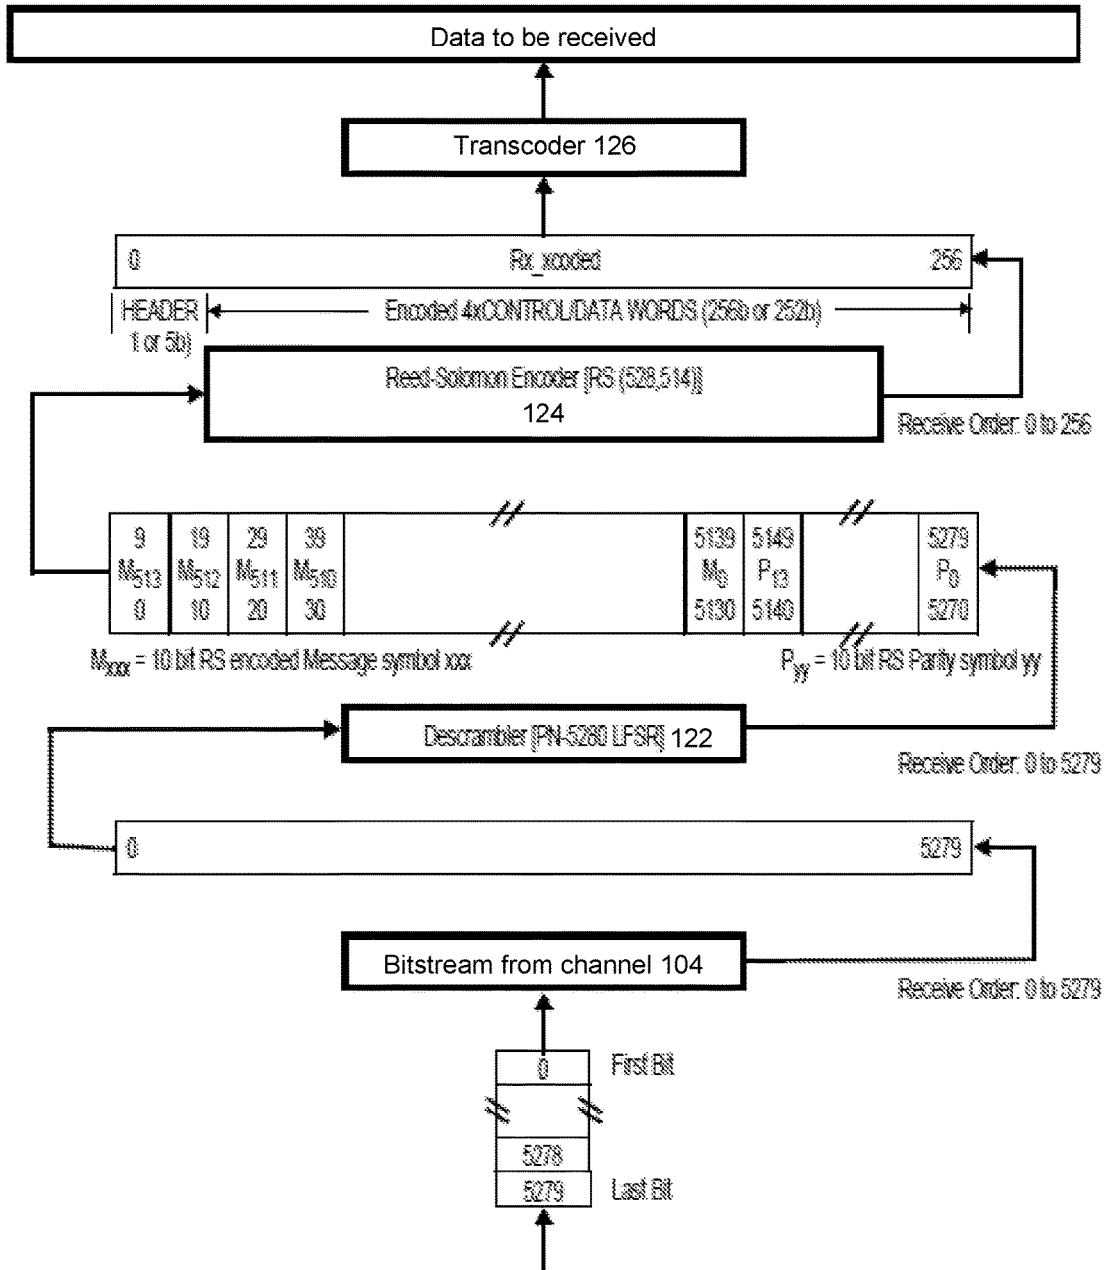 Data to be received
Transcoder 126
0 Rx_xcoded 256
HEADER Encoded 4xCONTROL/DATA WORDS (256b or 252b)
1 or 5b)
Reed-Solomon Encoder [RS (528,514)]
124
Receive Order: 0 to 256
9 19 29 39 5139 5149 5279
M513 M512 M511 M510 M0 P13 P0
0 10 20 30 5130 5140 5270
Mxxx = 10 bit RS encoded Message symbol xxx Pyy = 10 bit RS Parity symbol yy
Descrambler [PN-5280 LFSR] 122
Receive Order: 0 to 5279
0 5279
Bitstream from channel 104
Receive Order: 0 to 5279
0 First Bit
5278
5279 Last Bit